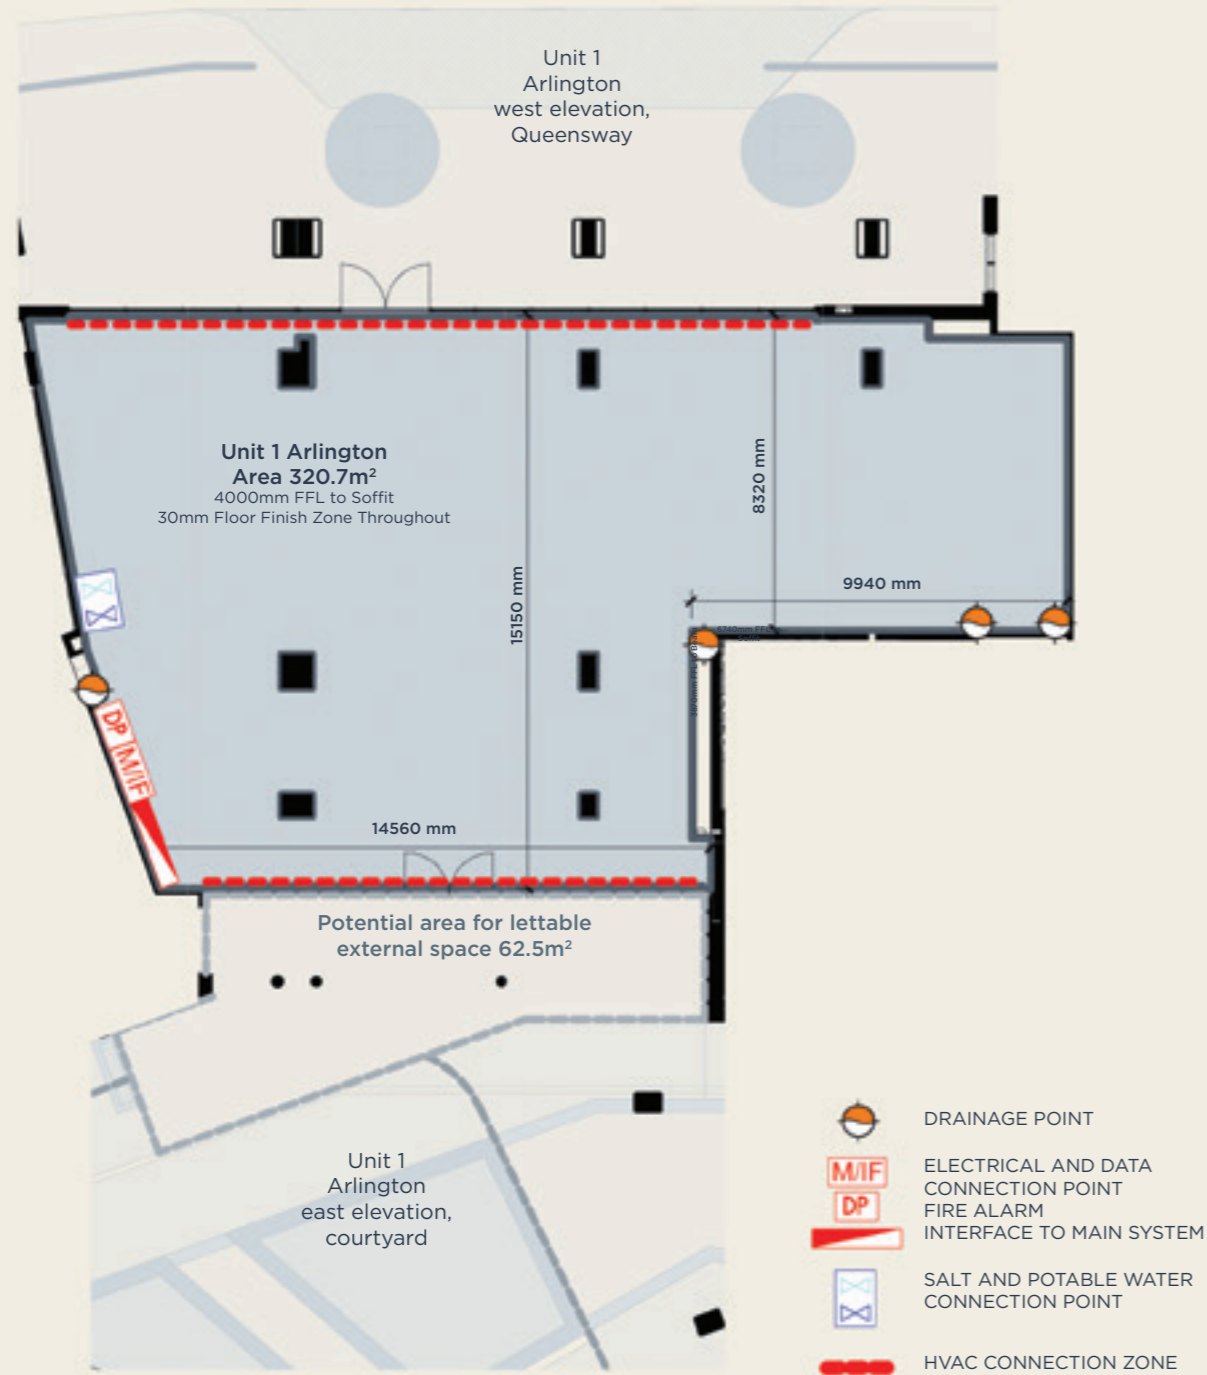 Unit 1
Arlington
west elevation,
Queensway
Unit 1 Arlington
Area 320.7m²
4000mm FFL to Soffit
30mm Floor Finish Zone Throughout
8320 mm
15150 mm
9940 mm
14560 mm
DP
M/IF
Potential area for lettable
external space 62.5m²
Unit 1
Arlington
east elevation,
courtyard
DRAINAGE POINT
M/IF
ELECTRICAL AND DATA
CONNECTION POINT
DP
FIRE ALARM
INTERFACE TO MAIN SYSTEM
SALT AND POTABLE WATER
CONNECTION POINT
HVAC CONNECTION ZONE